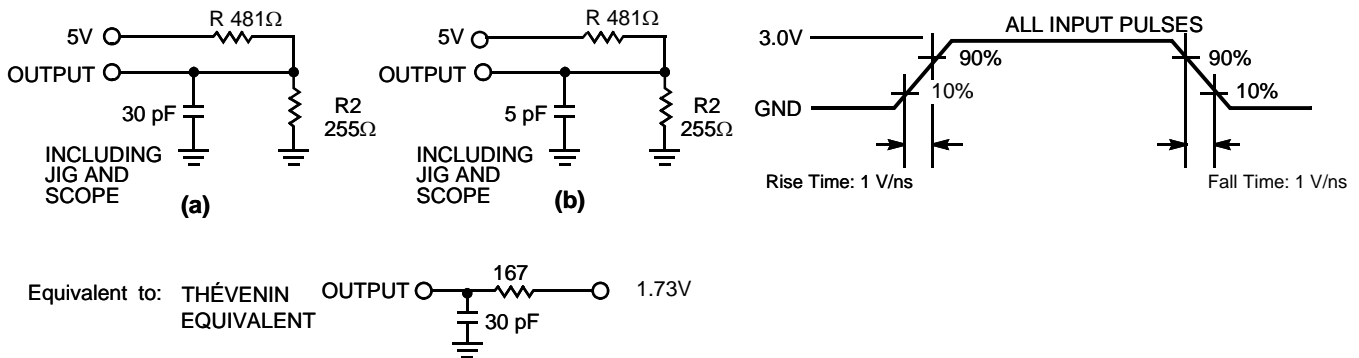 R 481Ω
5V
OUTPUT
30 pF
R2
255Ω
INCLUDING
JIG AND
SCOPE
(a)
R 481Ω
5V
OUTPUT
5 pF
R2
255Ω
INCLUDING
JIG AND
SCOPE
(b)
ALL INPUT PULSES
3.0V
90%
10%
GND
90%
10%
Rise Time: 1 V/ns
Fall Time: 1 V/ns
Equivalent to: THÉVENIN
EQUIVALENT
OUTPUT
167
1.73V
30 pF